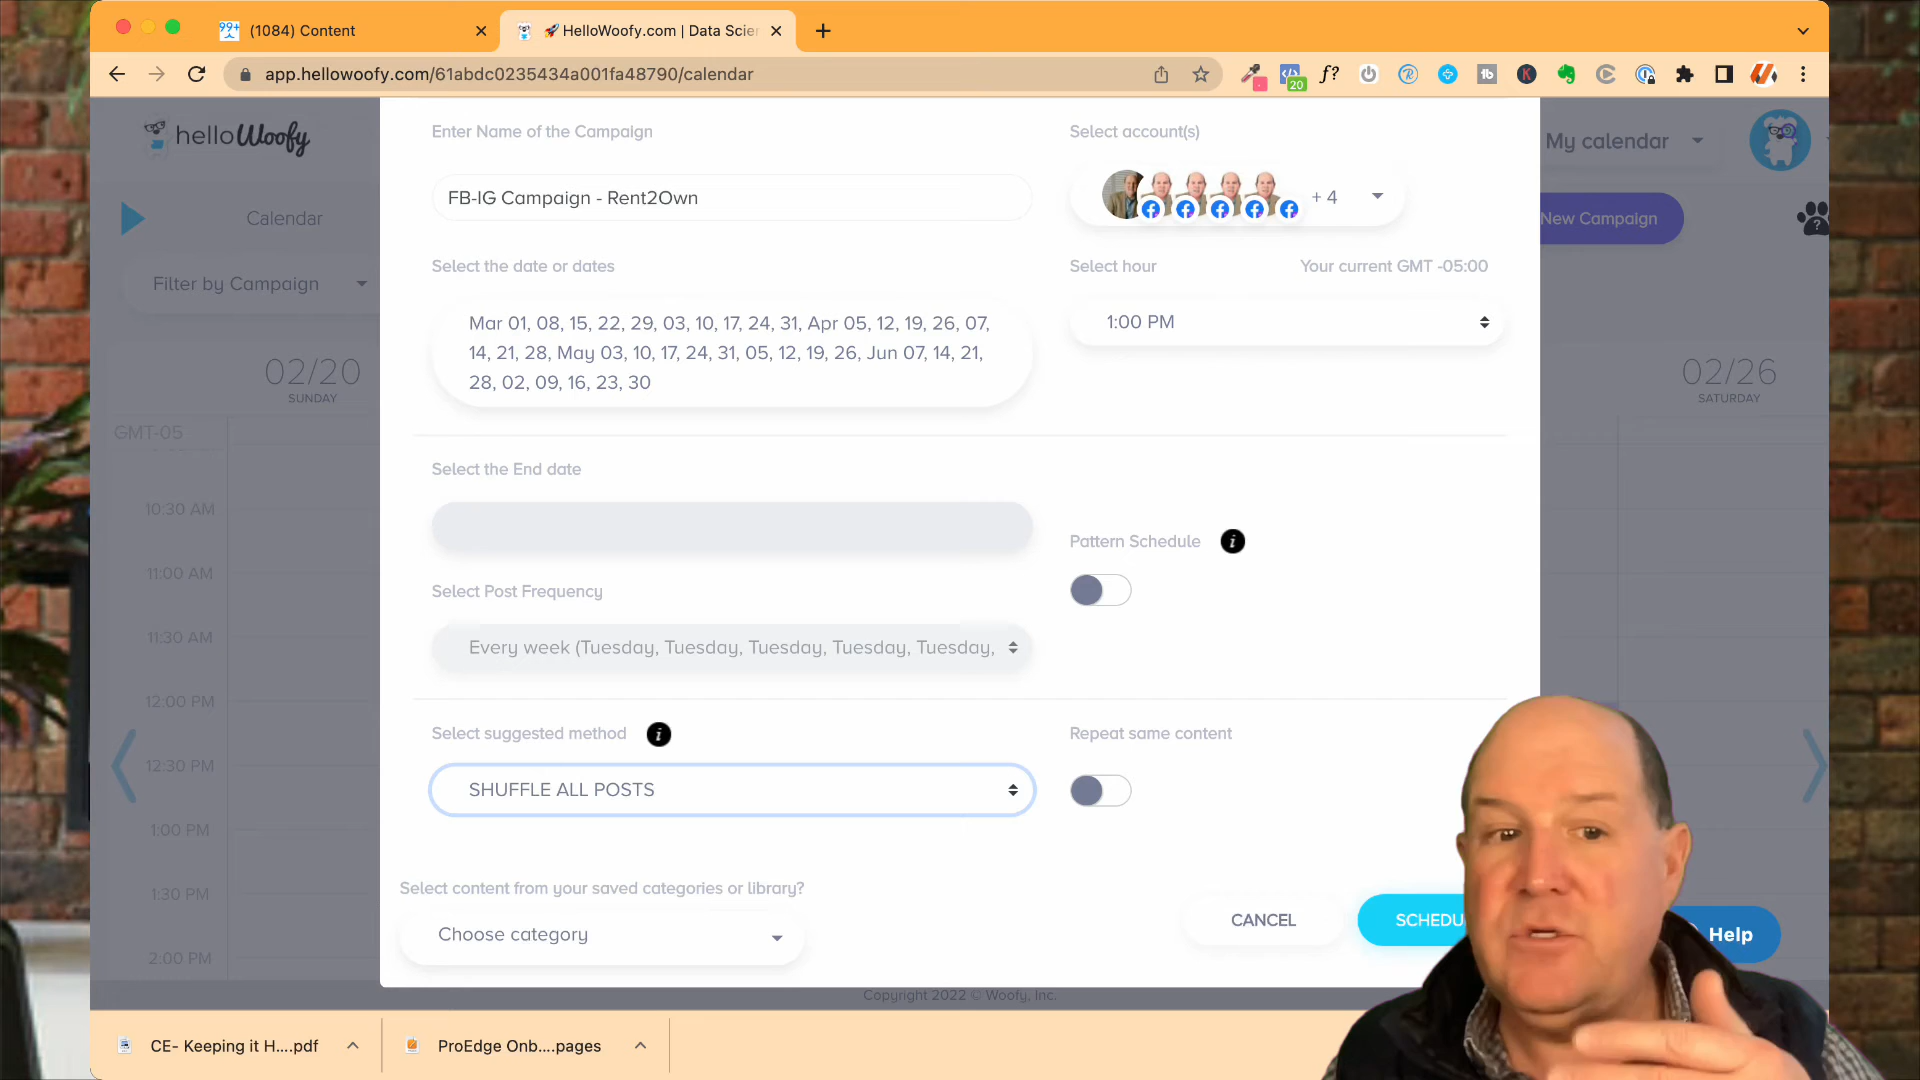 (1084) Content
HelloWoofy.com | Data Scie
app.hellowoofy.com/61abdc0235434a001fa48790/calendar
99+
20
helloWoofy
My calendar
Calendar
New Campaign
Filter by Campaign
Enter Name of the Campaign
Select account(s)
FB-IG Campaign - Rent2Own
+ 4
Select the date or dates
Select hour
Your current GMT -05:00
Mar 01, 08, 15, 22, 29, 03, 10, 17, 24, 31, Apr 05, 12, 19, 26, 07,
14, 21, 28, May 03, 10, 17, 24, 31, 05, 12, 19, 26, Jun 07, 14, 21,
28, 02, 09, 16, 23, 30
1:00 PM
02/20
SUNDAY
02/26
SATURDAY
GMT-05
Select the End date
Pattern Schedule
Select Post Frequency
Every week (Tuesday, Tuesday, Tuesday, Tuesday, Tuesday,
10:30 AM
11:00 AM
11:30 AM
12:00 PM
12:30 PM
1:00 PM
1:30 PM
2:00 PM
Select suggested method
Repeat same content
SHUFFLE ALL POSTS
Select content from your saved categories or library?
Choose category
CANCEL
SCHEDU
Help
Copyright 2022 © Woofy, Inc.
CE- Keeping it H....pdf
ProEdge Onb....pages